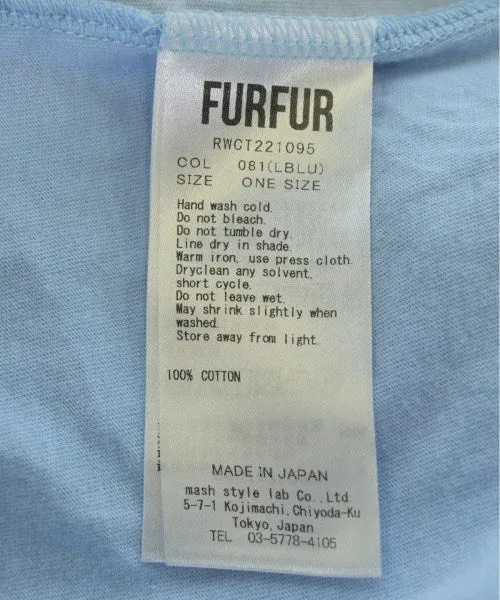 FURFUR
RWCT221095
COL 081(LBLU)
SIZE ONE SIZE
Hand wash cold.
Do not bleach.
Do not tumble dry.
Line dry in shade.
Warm iron, use press cloth.
Dryclean any solvent,
short cycle.
Do not leave wet.
May shrink slightly when
washed.
Store away from light.
100% COTTON
MADE IN JAPAN
mash style lab Co., Ltd.
5-7-1 Kojimachi, Chiyoda-Ku
Tokyo, Japan
TEL 03-5778-4105